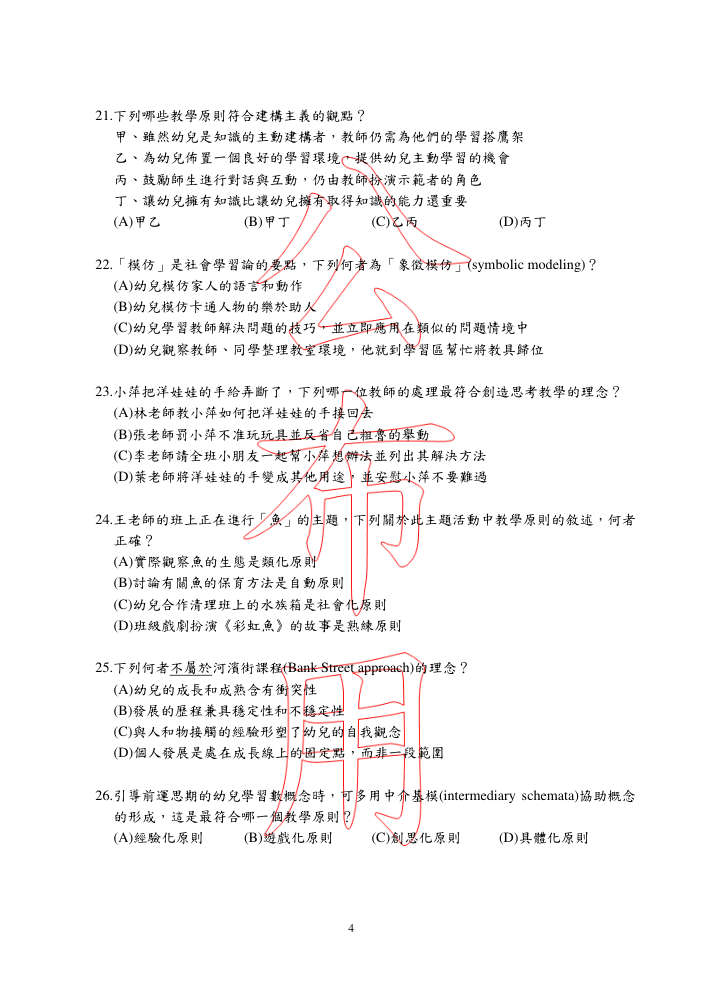 21.下列哪些教學原則符合建構主義的觀點？
甲、雖然幼兒是知識的主動建構者，教師仍需為他們的學習搭鷹架
乙、為幼兒佈置一個良好的學習環境，提供幼兒主動學習的機會
丙、鼓勵師生進行對話與互動，仍由教師扮演示範者的角色
丁、讓幼兒擁有知識比讓幼兒擁有取得知識的能力還重要
(A)甲乙 (B)甲丁 (C)乙丙 (D)丙丁
22.「模仿」是社會學習論的要點，下列何者為「象徵模仿」(symbolic modeling)？
(A)幼兒模仿家人的語言和動作
(B)幼兒模仿卡通人物的樂於助人
(C)幼兒學習教師解決問題的技巧，並立即應用在類似的問題情境中
(D)幼兒觀察教師、同學整理教室環境，他就到學習區幫忙將教具歸位
23.小萍把洋娃娃的手給弄斷了，下列哪一位教師的處理最符合創造思考教學的理念？
(A)林老師教小萍如何把洋娃娃的手接回去
(B)張老師罰小萍不准玩玩具並反省自己粗魯的舉動
(C)李老師請全班小朋友一起幫小萍想辦法並列出其解決方法
(D)葉老師將洋娃娃的手變成其他用途，並安慰小萍不要難過
24.王老師的班上正在進行「魚」的主題，下列關於此主題活動中教學原則的敘述，何者
正確？
(A)實際觀察魚的生態是類化原則
(B)討論有關魚的保育方法是自動原則
(C)幼兒合作清理班上的水族箱是社會化原則
(D)班級戲劇扮演《彩虹魚》的故事是熟練原則
25.下列何者不屬於河濱街課程(Bank Street approach)的理念？
(A)幼兒的成長和成熟含有衝突性
(B)發展的歷程兼具穩定性和不穩定性
(C)與人和物接觸的經驗形塑了幼兒的自我觀念
(D)個人發展是處在成長線上的固定點，而非一段範圍
26.引導前運思期的幼兒學習數概念時，可多用中介基模(intermediary schemata)協助概念
的形成，這是最符合哪一個教學原則？
(A)經驗化原則 (B)遊戲化原則 (C)創思化原則 (D)具體化原則
4
公布用